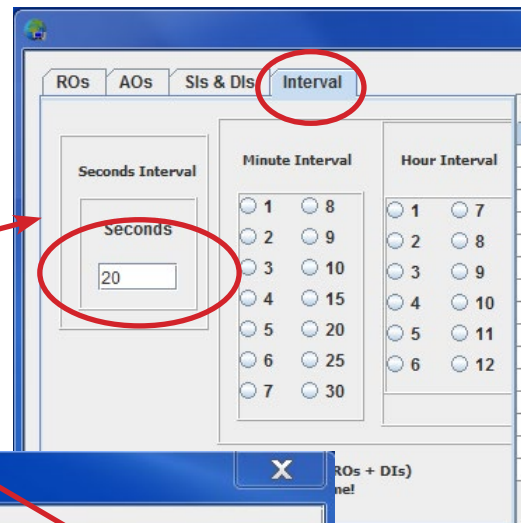 ROs AOs SIs & DIs Interval
Seconds Interval
Seconds
20
Minute Interval
1 8
2 9
3 10
4 15
5 20
6 25
7 30
Hour Interval
1 7
2 8
3 9
4 10
5 11
6 12
X
ROs + DIs)
me!